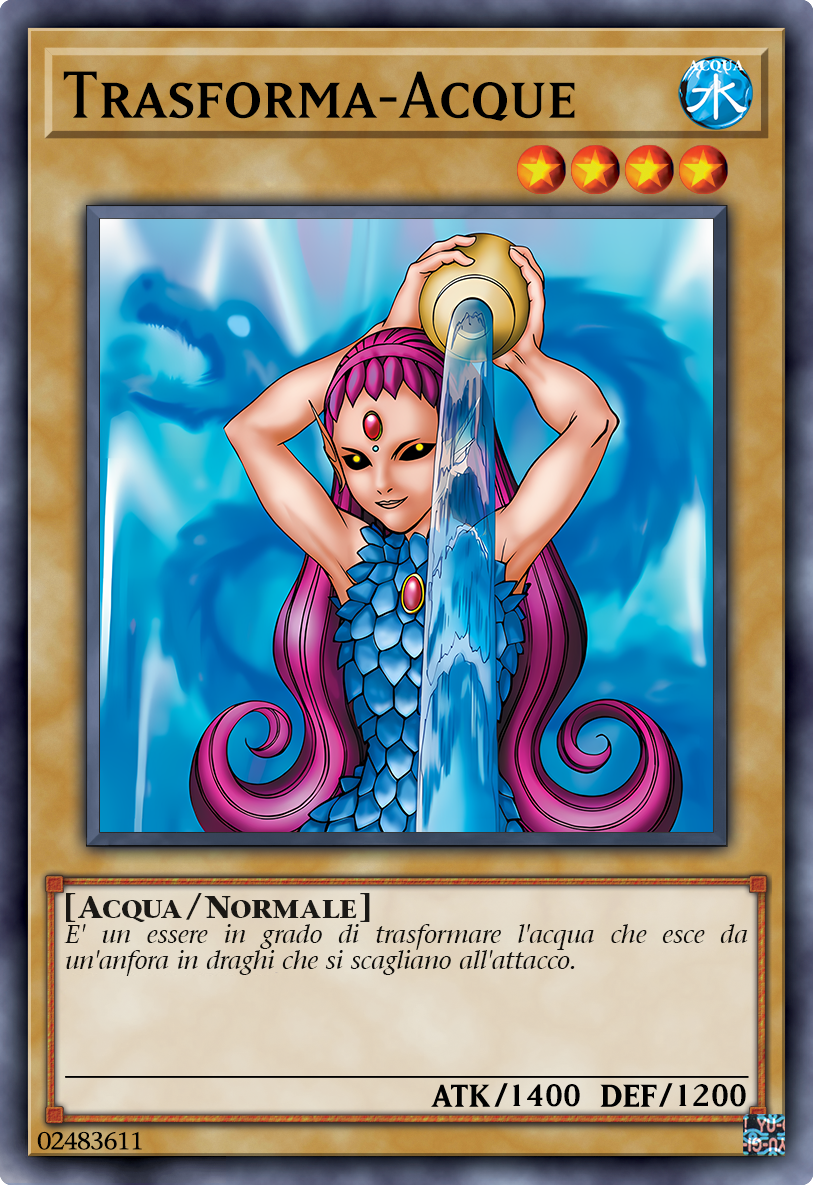 Trasforma-Acque
ACQUA
水
[Acqua/Normale]
E' un essere in grado di trasformare l'acqua che esce da
un'anfora in draghi che si scagliano all'attacco.
ATK/1400 DEF/1200
02483611